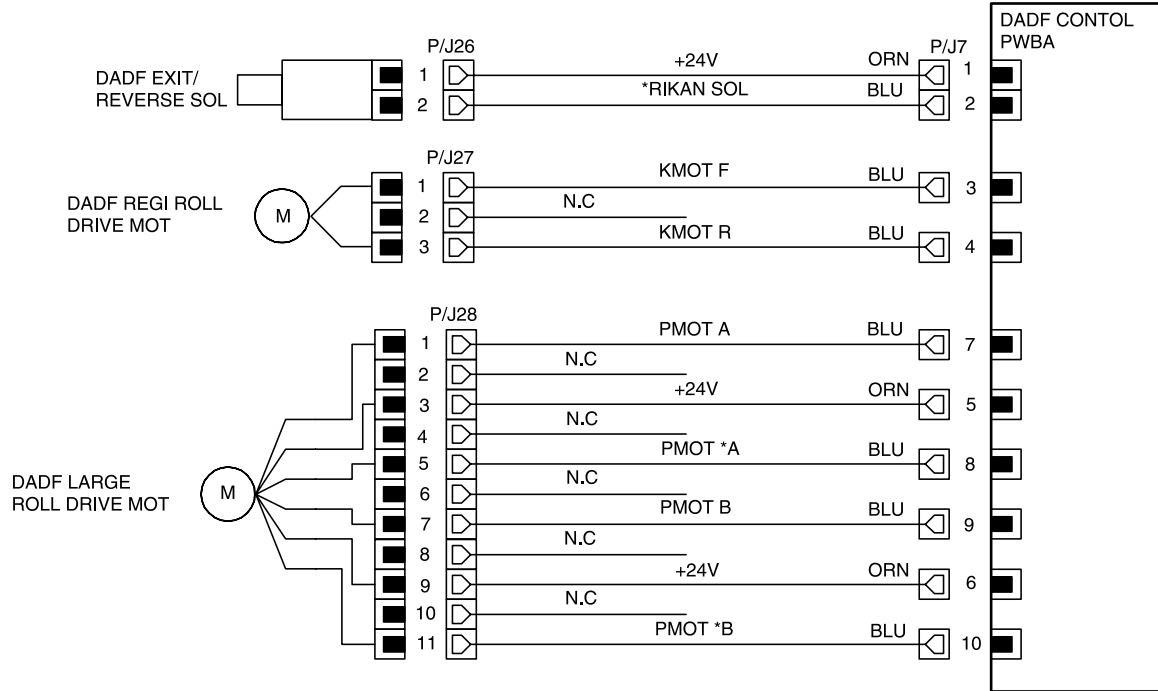 DADF CONTOL
PWBA
P/J26
P/J7
DADF EXIT/
REVERSE SOL
1 +24V ORN 1
2 *RIKAN SOL BLU 2
P/J27
DADF REGI ROLL
DRIVE MOT
M
1 KMOT F BLU 3
2 N.C
3 KMOT R BLU 4
P/J28
DADF LARGE
ROLL DRIVE MOT
M
1 PMOT A BLU 7
2 N.C
3 +24V ORN 5
4 N.C
5 PMOT *A BLU 8
6 N.C
7 PMOT B BLU 9
8 N.C
9 +24V ORN 6
10 N.C
11 PMOT *B BLU 10